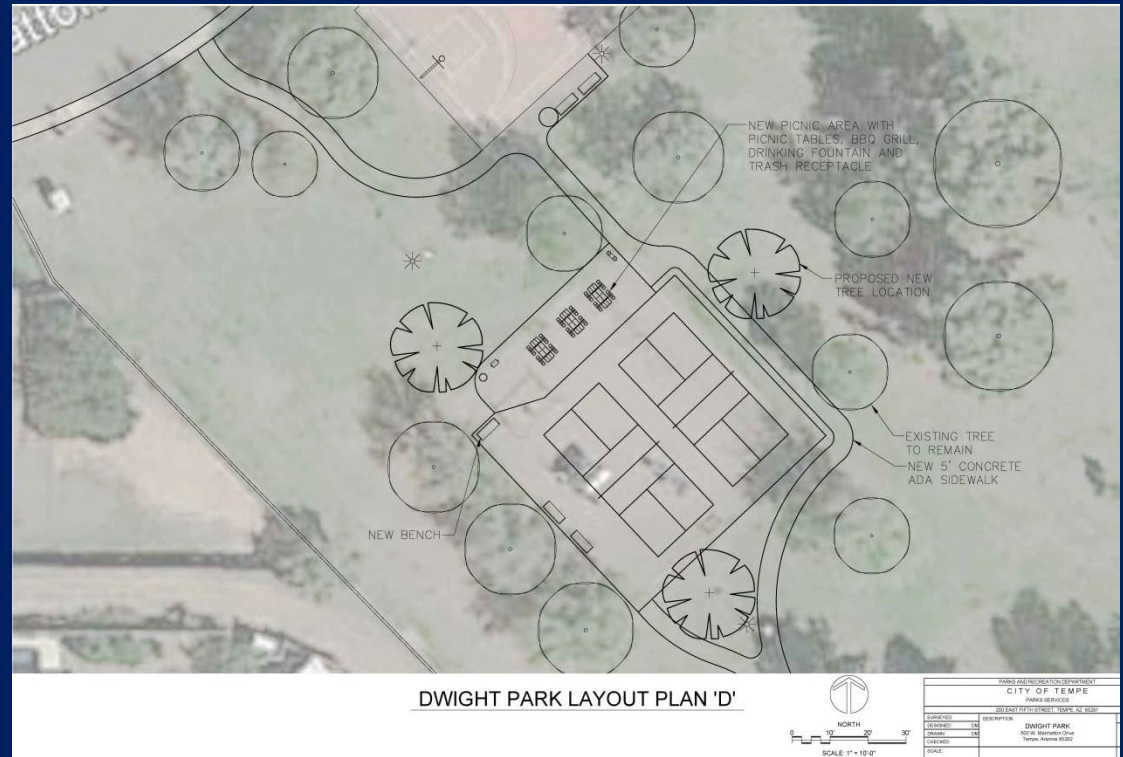 NEW PICNIC AREA WITH
PICNIC TABLES, BBQ GRILL,
DRINKING FOUNTAIN AND
TRASH RECEPTACLE
PROPOSED NEW
TREE LOCATION
EXISTING TREE
TO REMAIN
NEW 5' CONCRETE
ADA SIDEWALK
NEW BENCH
DWIGHT PARK LAYOUT PLAN 'D'
NORTH
0 10' 20' 30'
SCALE: 1" = 10'-0"
PARKS AND RECREATION DEPARTMENT
CITY OF TEMPE
PARKS SERVICES
200 EAST FIFTH STREET, TEMPE, AZ 85281
SURVEYED
DESIGNED DM
DRAWN DM
CHECKED
SCALE
DESCRIPTION
DWIGHT PARK
500 W. Manhatton Drive
Tempe, Arizona 85282